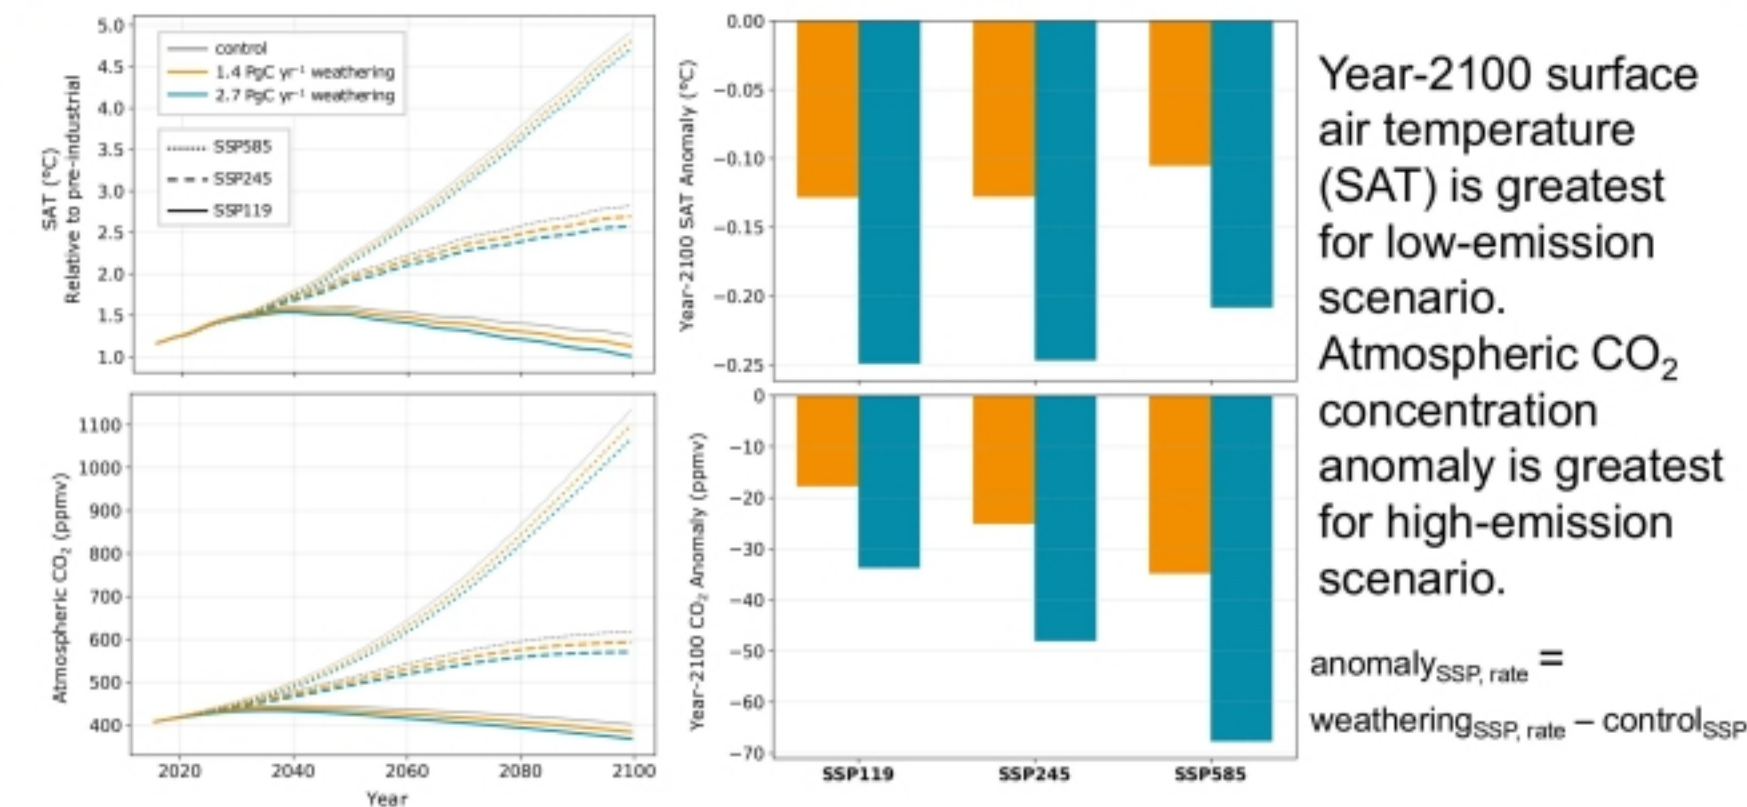 5.0
4.5
4.0
3.5
3.0
2.5
2.0
1.5
1.0
SAT (°C)
Relative to pre-industrial
control
1.4 PgC yr⁻¹ weathering
2.7 PgC yr⁻¹ weathering
SSP585
SSP245
SSP119
1100
1000
900
800
700
600
500
400
Atmospheric CO₂ (ppmv)
2020 2040 2060 2080 2100
Year
0.00
−0.05
−0.10
−0.15
−0.20
−0.25
Year-2100 SAT Anomaly (°C)
0
−10
−20
−30
−40
−50
−60
−70
Year-2100 CO₂ Anomaly (ppmv)
SSP119 SSP245 SSP585
Year-2100 surface
air temperature
(SAT) is greatest
for low-emission
scenario.
Atmospheric CO₂
concentration
anomaly is greatest
for high-emission
scenario.
anomaly SSP, rate =
weathering SSP, rate – control SSP